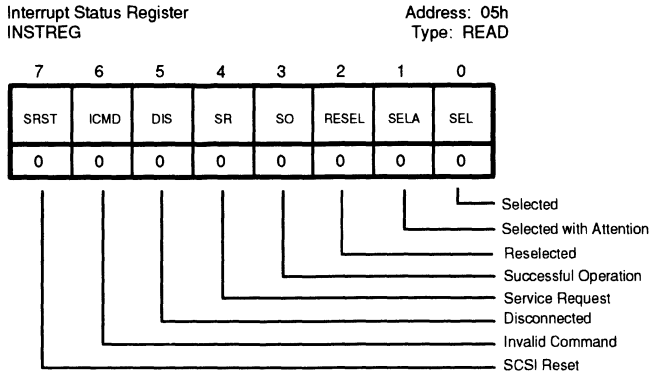 Interrupt Status Register Address: 05h
INSTREG Type: READ
7 6 5 4 3 2 1 0
SRST ICMD DIS SR SO RESEL SELA SEL
0 0 0 0 0 0 0 0
Selected
Selected with Attention
Reselected
Successful Operation
Service Request
Disconnected
Invalid Command
SCSI Reset